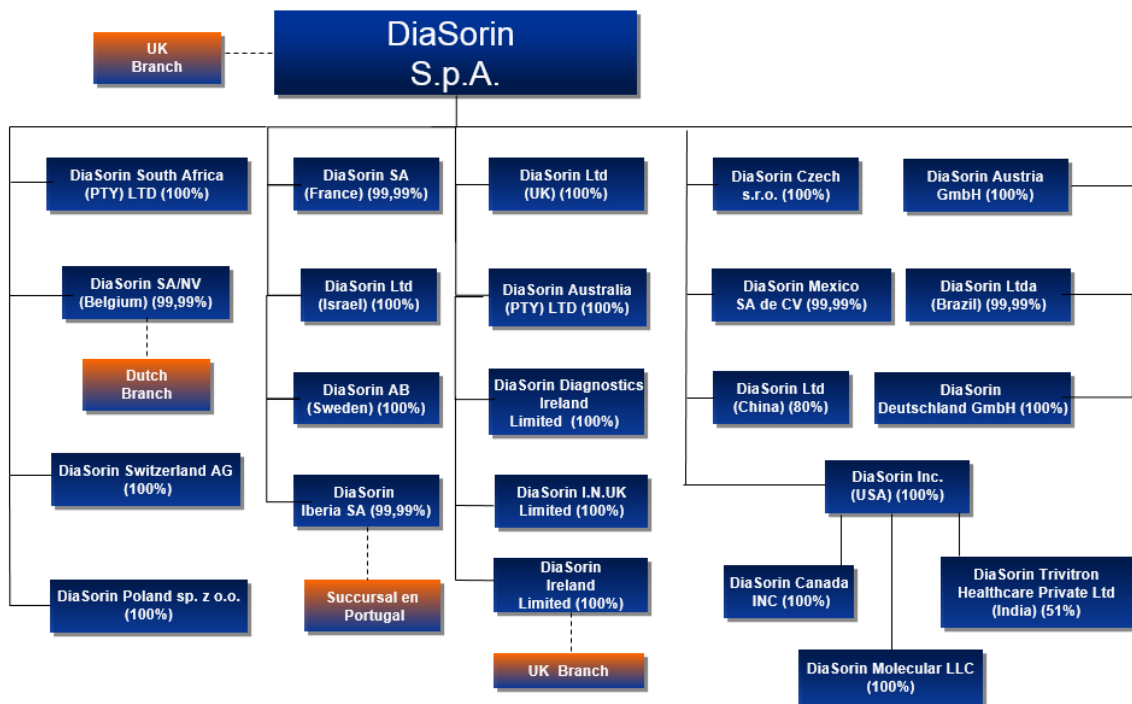 DiaSorin
S.p.A.
UK
Branch
DiaSorin South Africa
(PTY) LTD (100%)
DiaSorin SA
(France) (99,99%)
DiaSorin Ltd
(UK) (100%)
DiaSorin Czech
s.r.o. (100%)
DiaSorin Austria
GmbH (100%)
DiaSorin SA/NV
(Belgium) (99,99%)
DiaSorin Ltd
(Israel) (100%)
DiaSorin Australia
(PTY) LTD (100%)
DiaSorin Mexico
SA de CV (99,99%)
DiaSorin Ltda
(Brazil) (99,99%)
Dutch
Branch
DiaSorin AB
(Sweden) (100%)
DiaSorin Diagnostics
Ireland
Limited (100%)
DiaSorin Ltd
(China) (80%)
DiaSorin
Deutschland GmbH (100%)
DiaSorin Switzerland AG
(100%)
DiaSorin
Iberia SA (99,99%)
DiaSorin I.N.UK
Limited (100%)
DiaSorin Inc.
(USA) (100%)
DiaSorin Poland sp. z o.o.
(100%)
Succursal en
Portugal
DiaSorin
Ireland
Limited (100%)
DiaSorin Canada
INC (100%)
DiaSorin Trivitron
Healthcare Private Ltd
(India) (51%)
UK Branch
DiaSorin Molecular LLC
(100%)